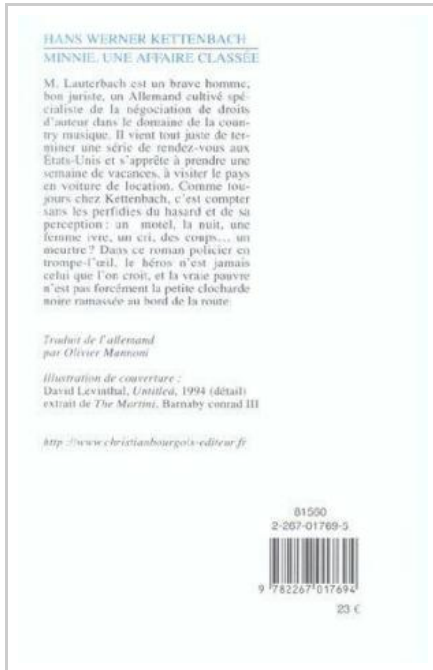 HANS WERNER KETTENBACH
MINNIE, UNE AFFAIRE CLASSÉE
M. Lauterbach est un brave homme,
bon juriste, un Allemand cultivé spé-
cialiste de la négociation de droits
d'auteur dans le domaine de la coun-
try musique. Il vient tout juste de ter-
miner une série de rendez-vous aux
États-Unis et s'apprête à prendre une
semaine de vacances, à visiter le pays
en voiture de location. Comme tou-
jours chez Kettenbach, c'est compter
sans les perfidies du hasard et de sa
perception : un motel, la nuit, une
femme ivre, un cri, des coups... un
meurtre ? Dans ce roman policier en
trompe-l'œil, le héros n'est jamais
celui que l'on croit, et la vraie pauvre
n'est pas forcément la petite clocharde
noire ramassée au bord de la route.
Traduit de l'allemand
par Olivier Mannoni
Illustration de couverture :
David Levinthal, Untitled, 1994 (détail)
extrait de The Martini, Barnaby conrad III
http://www.christianbourgois-editeur.fr
81550
2-267-01769-5
9 782267 017694
23 €